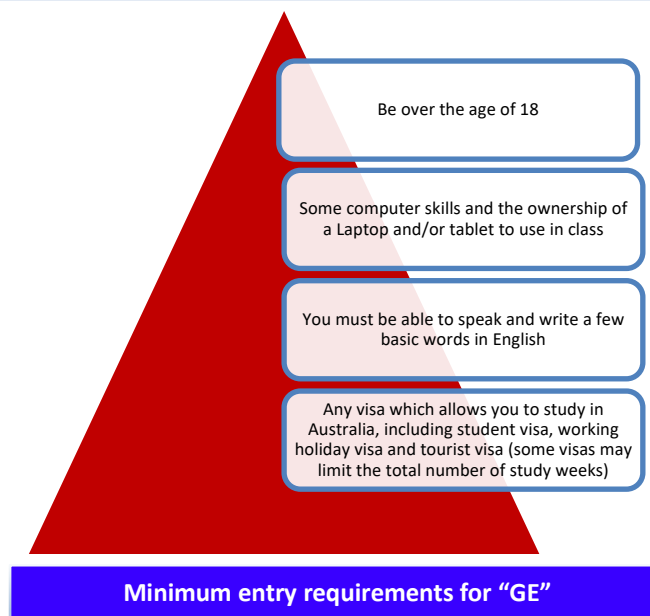 Be over the age of 18
Some computer skills and the ownership of
a Laptop and/or tablet to use in class
You must be able to speak and write a few
basic words in English
Any visa which allows you to study in
Australia, including student visa, working
holiday visa and tourist visa (some visas may
limit the total number of study weeks)
Minimum entry requirements for “GE”